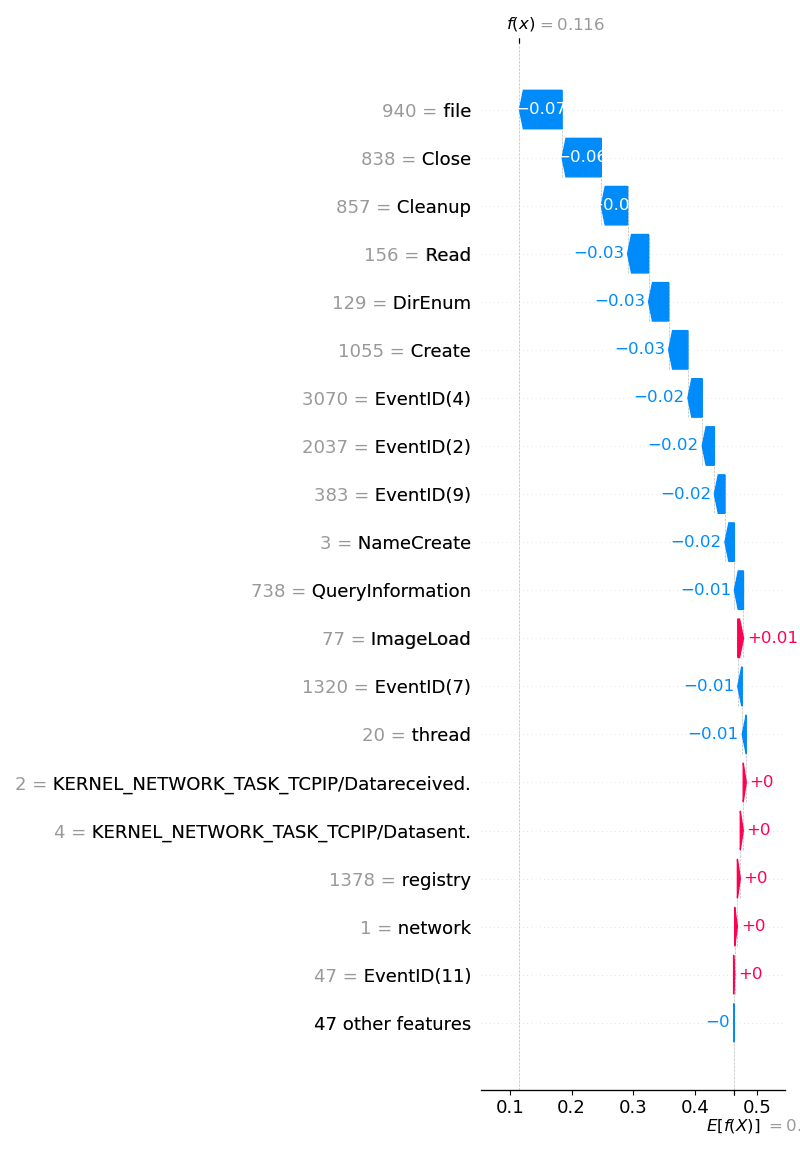 f(x) = 0.116
940 = file −0.07
838 = Close −0.06
857 = Cleanup 0.0
156 = Read −0.03
129 = DirEnum −0.03
1055 = Create −0.03
3070 = EventID(4) −0.02
2037 = EventID(2) −0.02
383 = EventID(9) −0.02
3 = NameCreate −0.02
738 = QueryInformation −0.01
77 = ImageLoad +0.01
1320 = EventID(7) −0.01
20 = thread −0.01
2 = KERNEL_NETWORK_TASK_TCPIP/Datareceived. +0
4 = KERNEL_NETWORK_TASK_TCPIP/Datasent. +0
1378 = registry +0
1 = network +0
47 = EventID(11) +0
47 other features −0
0.1 0.2 0.3 0.4 0.5
E[f(X)] = 0.